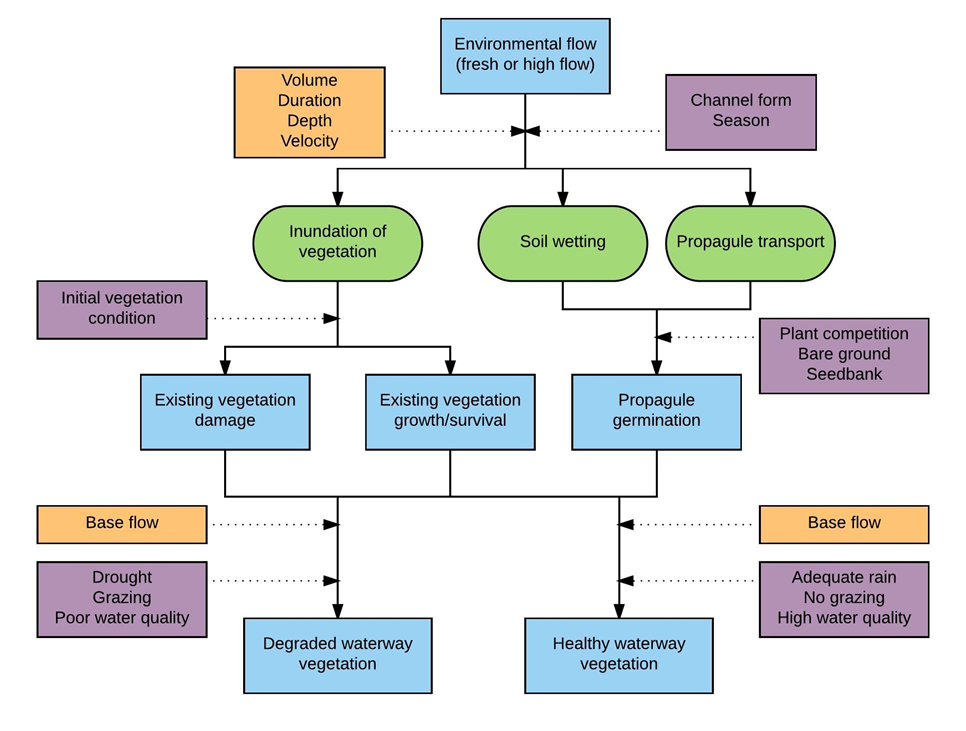 Environmental flow
(fresh or high flow)
Volume
Duration
Depth
Velocity
Channel form
Season
Inundation of
vegetation
Soil wetting
Propagule transport
Initial vegetation
condition
Plant competition
Bare ground
Seedbank
Existing vegetation
damage
Existing vegetation
growth/survival
Propagule
germination
Base flow
Base flow
Drought
Grazing
Poor water quality
Adequate rain
No grazing
High water quality
Degraded waterway
vegetation
Healthy waterway
vegetation